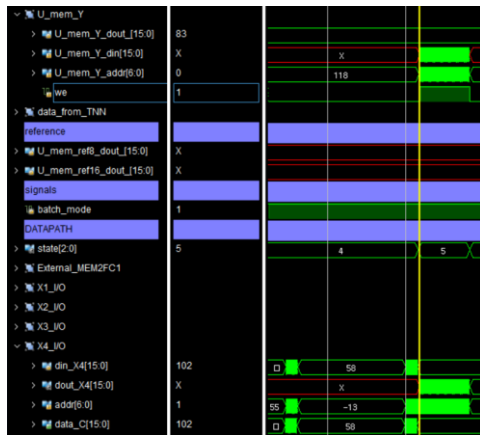 U_mem_Y
U_mem_Y_dout_[15:0] 83
U_mem_Y_din[15:0] X X
U_mem_Y_addr[6:0] 0 118
we 1
data_from_TNN
reference
U_mem_ref8_dout_[15:0] X
U_mem_ref16_dout_[15:0] X
signals
batch_mode 1
DATAPATH
state[2:0] 5 4 5
External_MEM2FC1
X1_I/O
X2_I/O
X3_I/O
X4_I/O
din_X4[15:0] 102 58
dout_X4[15:0] X X
addr[6:0] 1 55 -13
data_C[15:0] 102 58